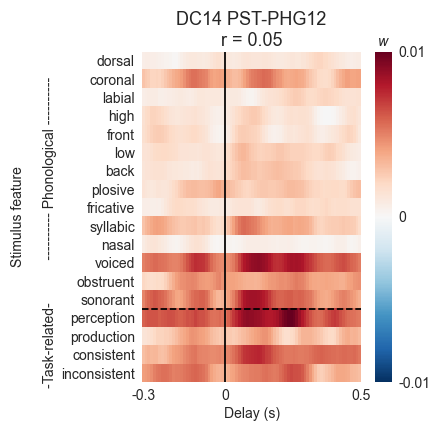 DC14 PST-PHG12
r = 0.05
w
dorsal
coronal
labial
high
front
low
back
plosive
fricative
syllabic
nasal
voiced
obstruent
sonorant
perception
production
consistent
inconsistent
Stimulus feature
---------- Phonological ----------
-Task-related-
0.01
0
-0.01
-0.3
0
0.5
Delay (s)